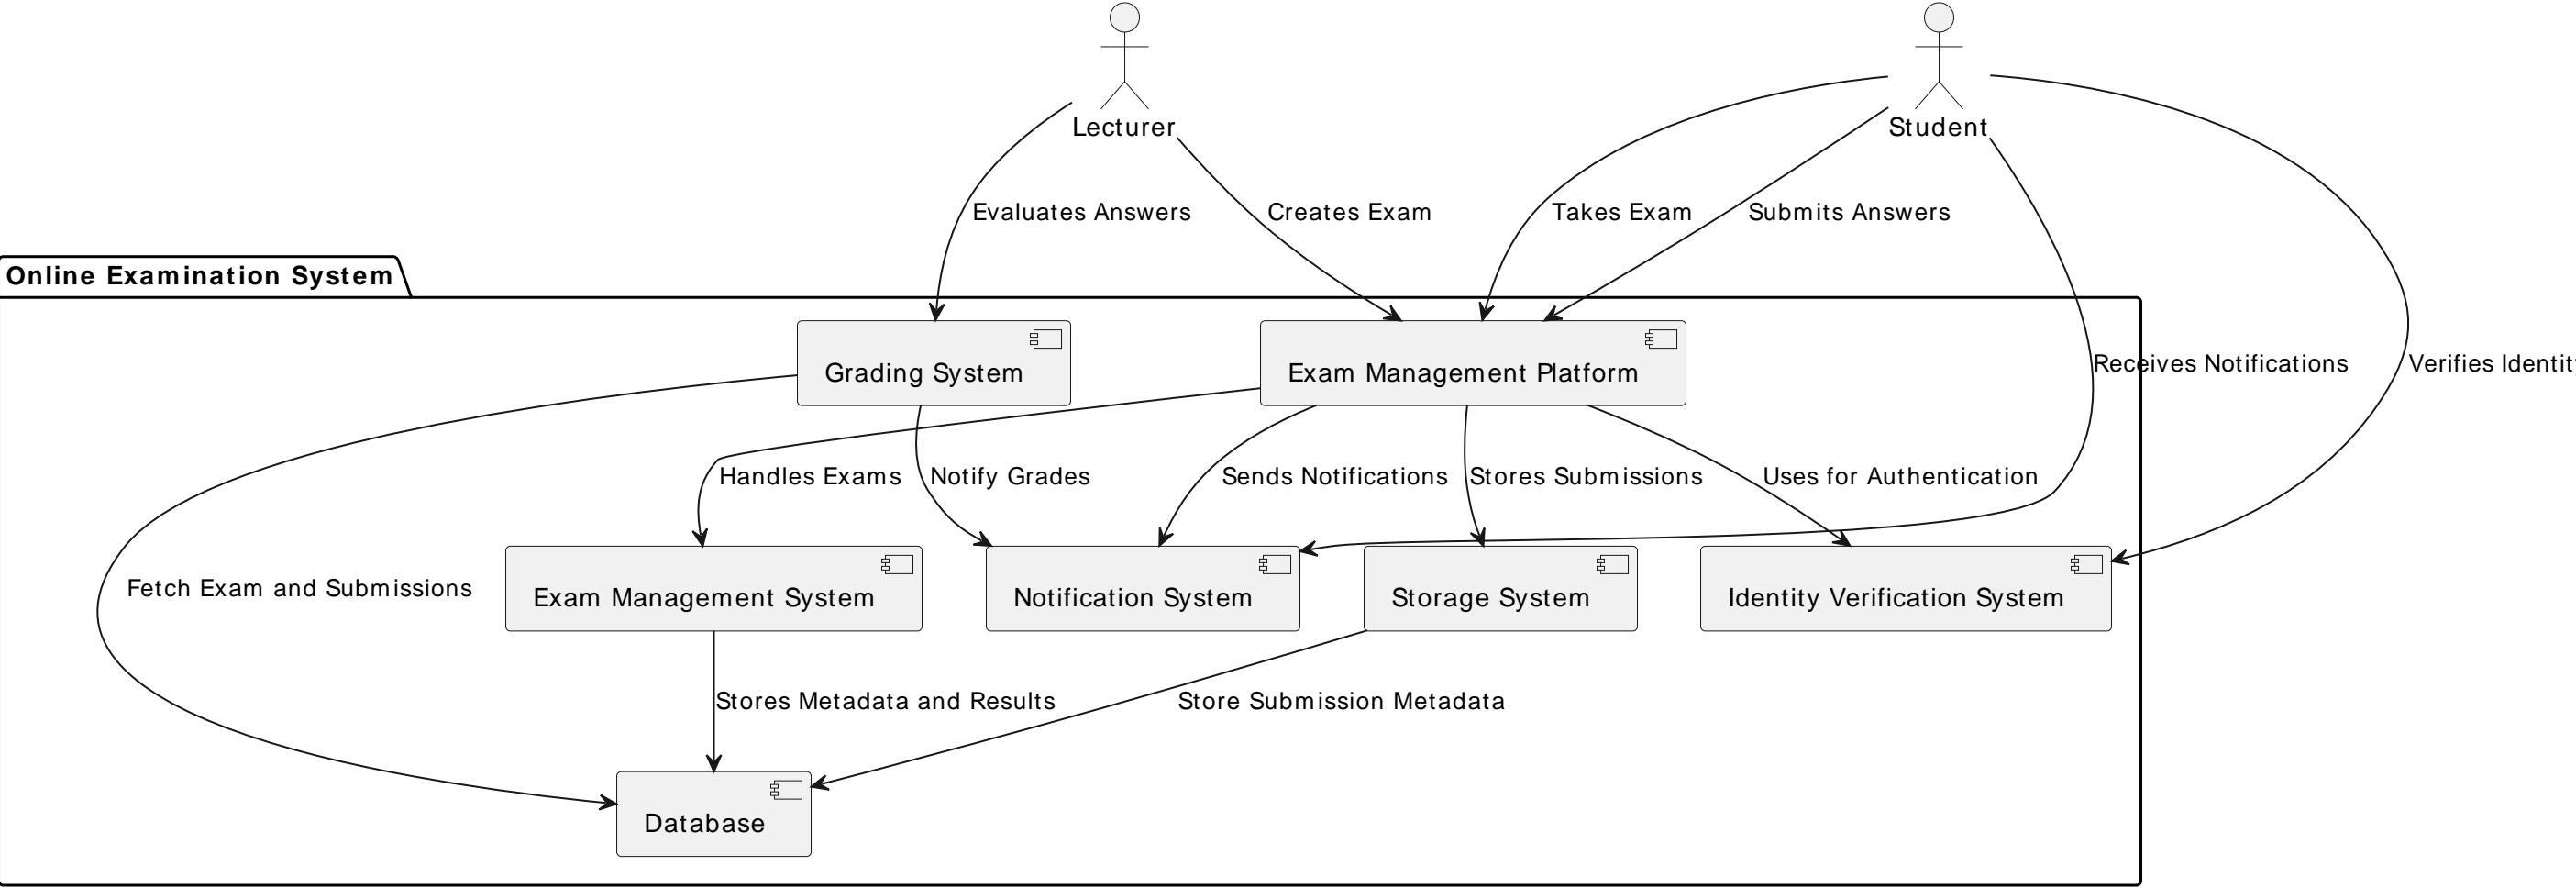 Lecturer
Student
Evaluates Answers
Creates Exam
Takes Exam
Submits Answers
Online Examination System
Receives Notifications
Verifies Identit
Grading System
Exam Management Platform
Handles Exams
Notify Grades
Sends Notifications
Stores Submissions
Uses for Authentication
Fetch Exam and Submissions
Exam Management System
Notification System
Storage System
Identity Verification System
Stores Metadata and Results
Store Submission Metadata
Database